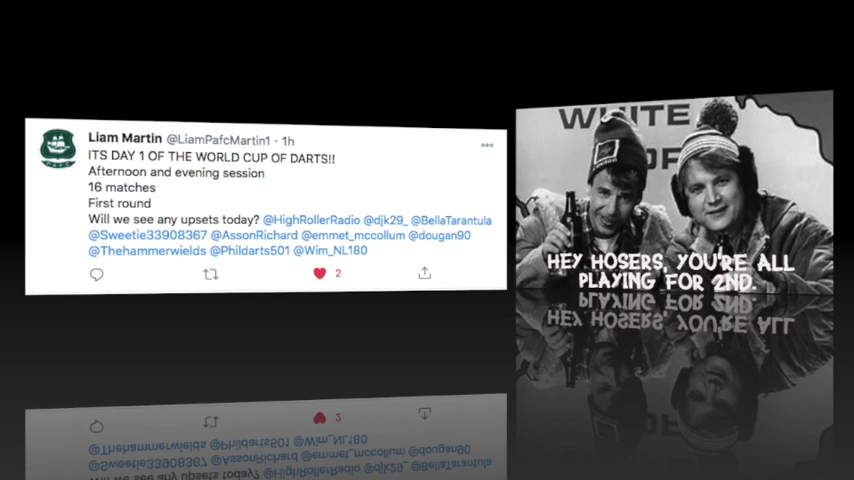 Liam Martin @LiamPafcMartin1 · 1h
ITS DAY 1 OF THE WORLD CUP OF DARTS!!
Afternoon and evening session
16 matches
First round
Will we see any upsets today? @HighRollerRadio @djk29_ @BellaTarantula
@Sweetie33908367 @AssonRichard @emmet_mccollum @dougan90
@Thehammerwields @Phildarts501 @Wim_NL180
2
WHITE
OF
HEY HOSERS, YOU'RE ALL
PLAYING FOR 2ND.